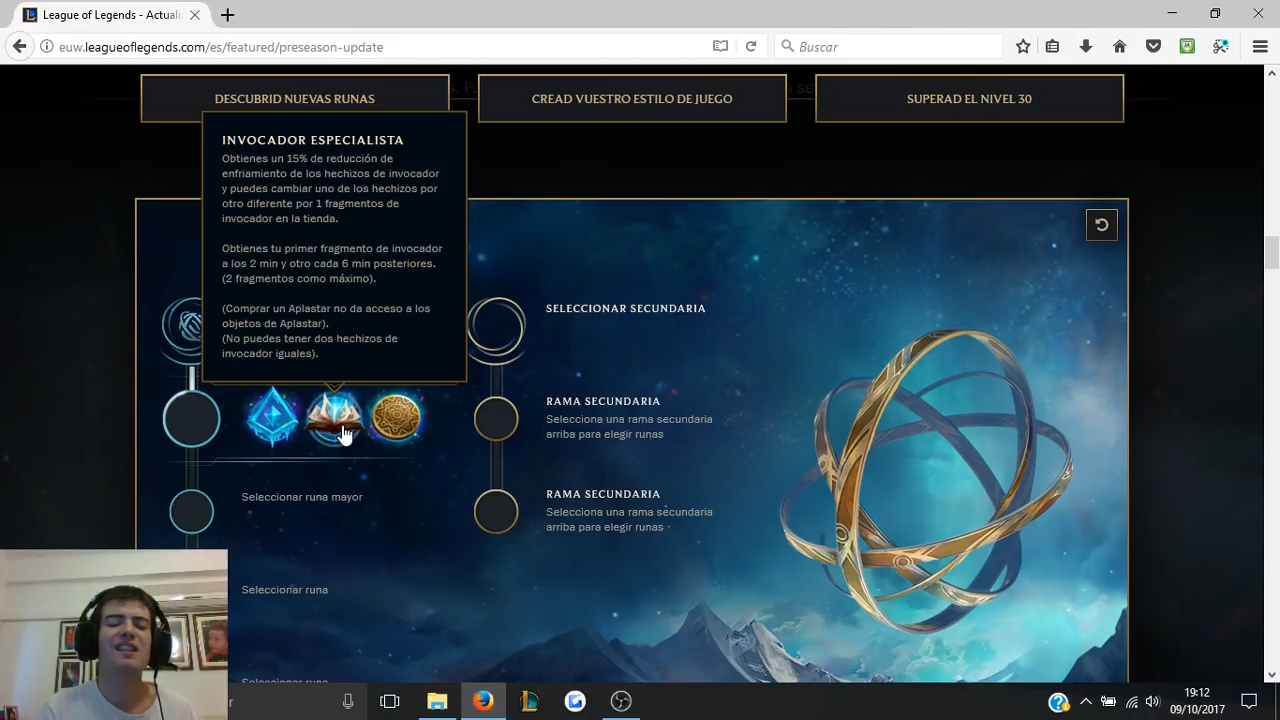 League of Legends - Actuali
euw.leagueoflegends.com/es/featured/preseason-update
Buscar
DESCUBRID NUEVAS RUNAS
CREAD VUESTRO ESTILO DE JUEGO
SUPERAD EL NIVEL 30
INVOCADOR ESPECIALISTA
Obtienes un 15% de reducción de
enfriamiento de los hechizos de invocador
y puedes cambiar uno de los hechizos por
otro diferente por 1 fragmentos de
invocador en la tienda.
Obtienes tu primer fragmento de invocador
a los 2 min y otro cada 6 min posteriores.
(2 fragmentos como máximo).
(Comprar un Aplastar no da acceso a los
objetos de Aplastar).
(No puedes tener dos hechizos de
invocador iguales).
SELECCIONAR SECUNDARIA
RAMA SECUNDARIA
Selecciona una rama secundaria
arriba para elegir runas
Seleccionar runa mayor
RAMA SECUNDARIA
Selecciona una rama secundaria
arriba para elegir runas
Seleccionar runa
Seleccionar runa
19:12
09/10/2017